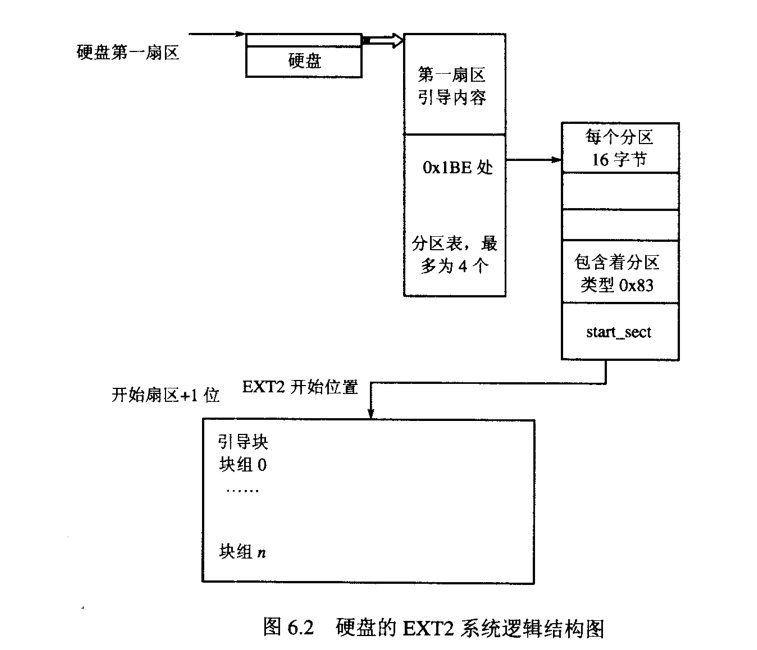 硬盘第一扇区
硬盘
第一扇区
引导内容
0x1BE 处
分区表，最
多为 4 个
每个分区
16 字节
包含着分区
类型 0x83
start_sect
开始扇区+1 位
EXT2 开始位置
引导块
块组 0
……
块组 n
图 6.2 硬盘的 EXT2 系统逻辑结构图